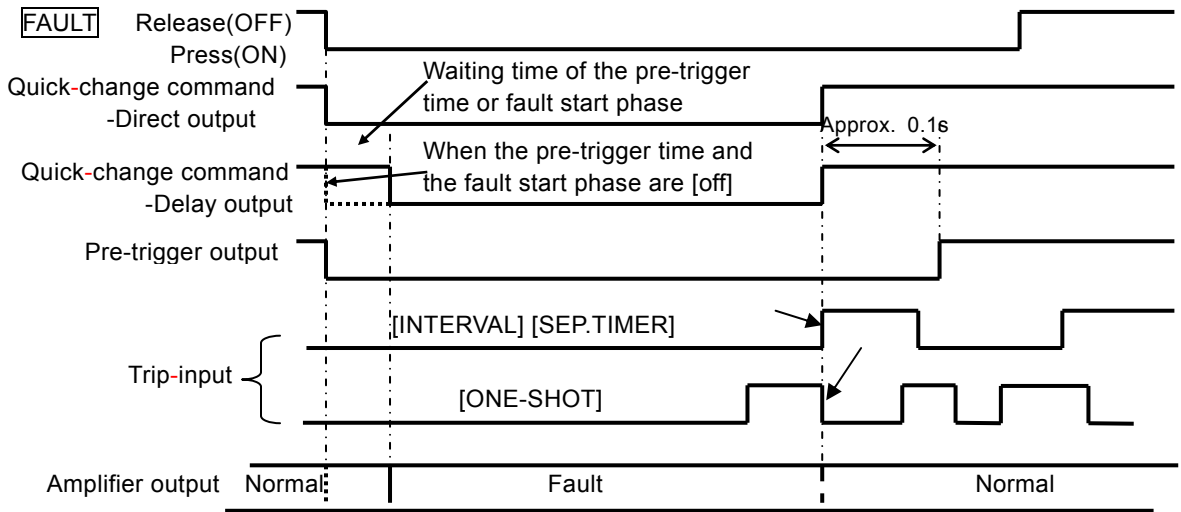 FAULT Release(OFF)
Press(ON)
Quick-change command
-Direct output
Waiting time of the pre-trigger
time or fault start phase
Approx. 0.1s
Quick-change command
-Delay output
When the pre-trigger time and
the fault start phase are [off]
Pre-trigger output
Trip-input
[INTERVAL] [SEP.TIMER]
[ONE-SHOT]
Amplifier output Normal Fault Normal